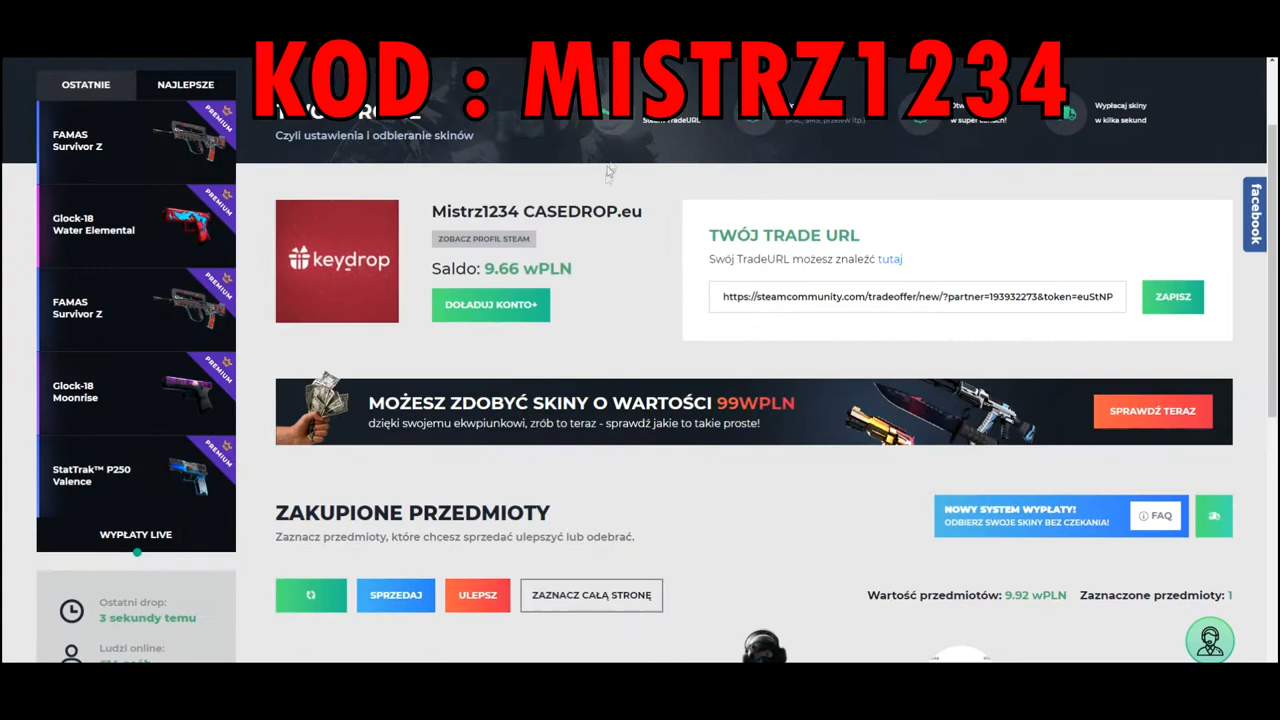 KOD : MISTRZ1234
OSTATNIE
NAJLEPSZE
FAMAS
Survivor Z
PREMIUM
Glock-18
Water Elemental
PREMIUM
FAMAS
Survivor Z
PREMIUM
Glock-18
Moonrise
PREMIUM
StatTrak™ P250
Valence
PREMIUM
WYPŁATY LIVE
Ostatni drop:
3 sekundy temu
Ludzi online:
Czyli ustawienia i odbieranie skinów
Steam TradeURL
w super cenach!
Wypłacaj skiny
w kilka sekund
facebook
keydrop
Mistrz1234 CASEDROP.eu
ZOBACZ PROFIL STEAM
Saldo: 9.66 wPLN
DOŁADUJ KONTO+
TWÓJ TRADE URL
Swój TradeURL możesz znaleźć tutaj
https://steamcommunity.com/tradeoffer/new/?partner=193932273&token=euStNP
ZAPISZ
MOŻESZ ZDOBYĆ SKINY O WARTOŚCI 99WPLN
dzięki swojemu ekwpiunkowi, zrób to teraz - sprawdź jakie to takie proste!
SPRAWDŹ TERAZ
ZAKUPIONE PRZEDMIOTY
Zaznacz przedmioty, które chcesz sprzedać ulepszyć lub odebrać.
NOWY SYSTEM WYPŁATY!
ODBIERZ SWOJE SKINY BEZ CZEKANIA!
FAQ
SPRZEDAJ
ULEPSZ
ZAZNACZ CAŁĄ STRONĘ
Wartość przedmiotów: 9.92 wPLN
Zaznaczone przedmioty: 1